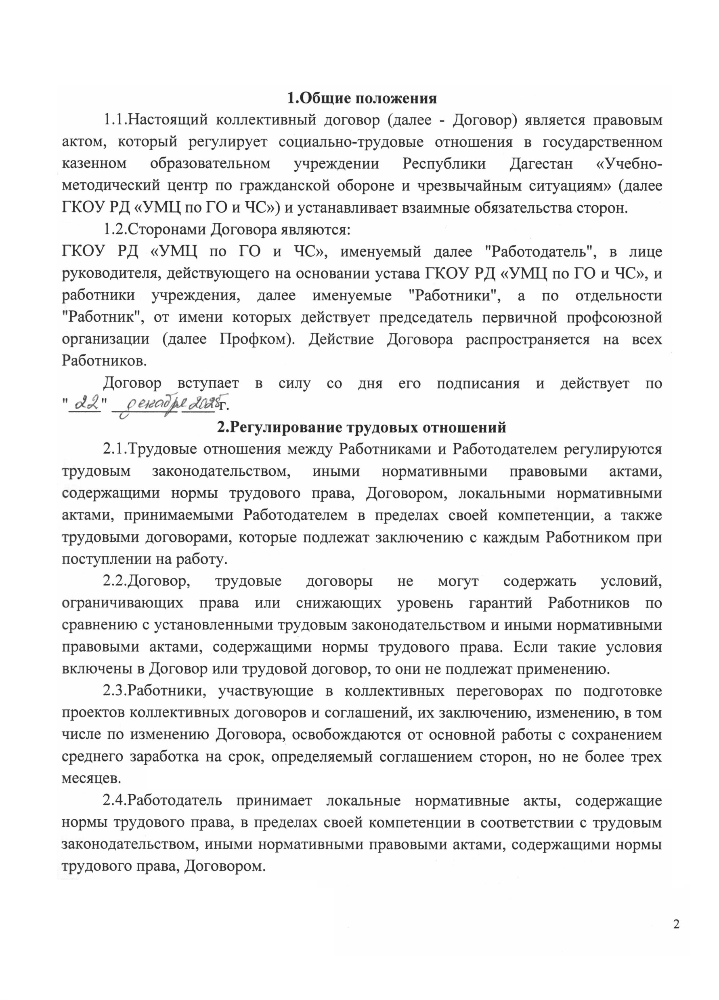 1.Общие положения
1.1.Настоящий коллективный договор (далее - Договор) является правовым
актом, который регулирует социально-трудовые отношения в государственном
казенном образовательном учреждении Республики Дагестан «Учебно-
методический центр по гражданской обороне и чрезвычайным ситуациям» (далее
ГКОУ РД «УМЦ по ГО и ЧС») и устанавливает взаимные обязательства сторон.
1.2.Сторонами Договора являются:
ГКОУ РД «УМЦ по ГО и ЧС», именуемый далее "Работодатель", в лице
руководителя, действующего на основании устава ГКОУ РД «УМЦ по ГО и ЧС», и
работники учреждения, далее именуемые "Работники", а по отдельности
"Работник", от имени которых действует председатель первичной профсоюзной
организации (далее Профком). Действие Договора распространяется на всех
Работников.
Договор вступает в силу со дня его подписания и действует по
"22" декабря 2025г.
2.Регулирование трудовых отношений
2.1.Трудовые отношения между Работниками и Работодателем регулируются
трудовым законодательством, иными нормативными правовыми актами,
содержащими нормы трудового права, Договором, локальными нормативными
актами, принимаемыми Работодателем в пределах своей компетенции, а также
трудовыми договорами, которые подлежат заключению с каждым Работником при
поступлении на работу.
2.2.Договор, трудовые договоры не могут содержать условий,
ограничивающих права или снижающих уровень гарантий Работников по
сравнению с установленными трудовым законодательством и иными нормативными
правовыми актами, содержащими нормы трудового права. Если такие условия
включены в Договор или трудовой договор, то они не подлежат применению.
2.3.Работники, участвующие в коллективных переговорах по подготовке
проектов коллективных договоров и соглашений, их заключению, изменению, в том
числе по изменению Договора, освобождаются от основной работы с сохранением
среднего заработка на срок, определяемый соглашением сторон, но не более трех
месяцев.
2.4.Работодатель принимает локальные нормативные акты, содержащие
нормы трудового права, в пределах своей компетенции в соответствии с трудовым
законодательством, иными нормативными правовыми актами, содержащими нормы
трудового права, Договором.
2